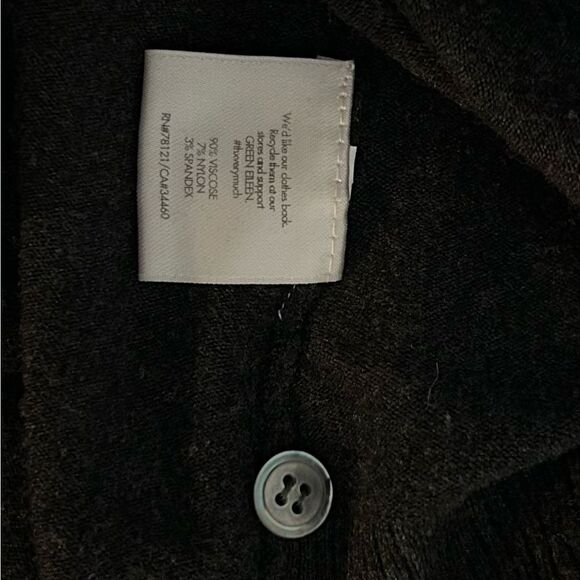 We'd like our clothes back.
Recycle them at our
stores and support
GREEN EILEEN.
#thxverymuch
90% VISCOSE
7% NYLON
3% SPANDEX
RN#78121/CA#34460